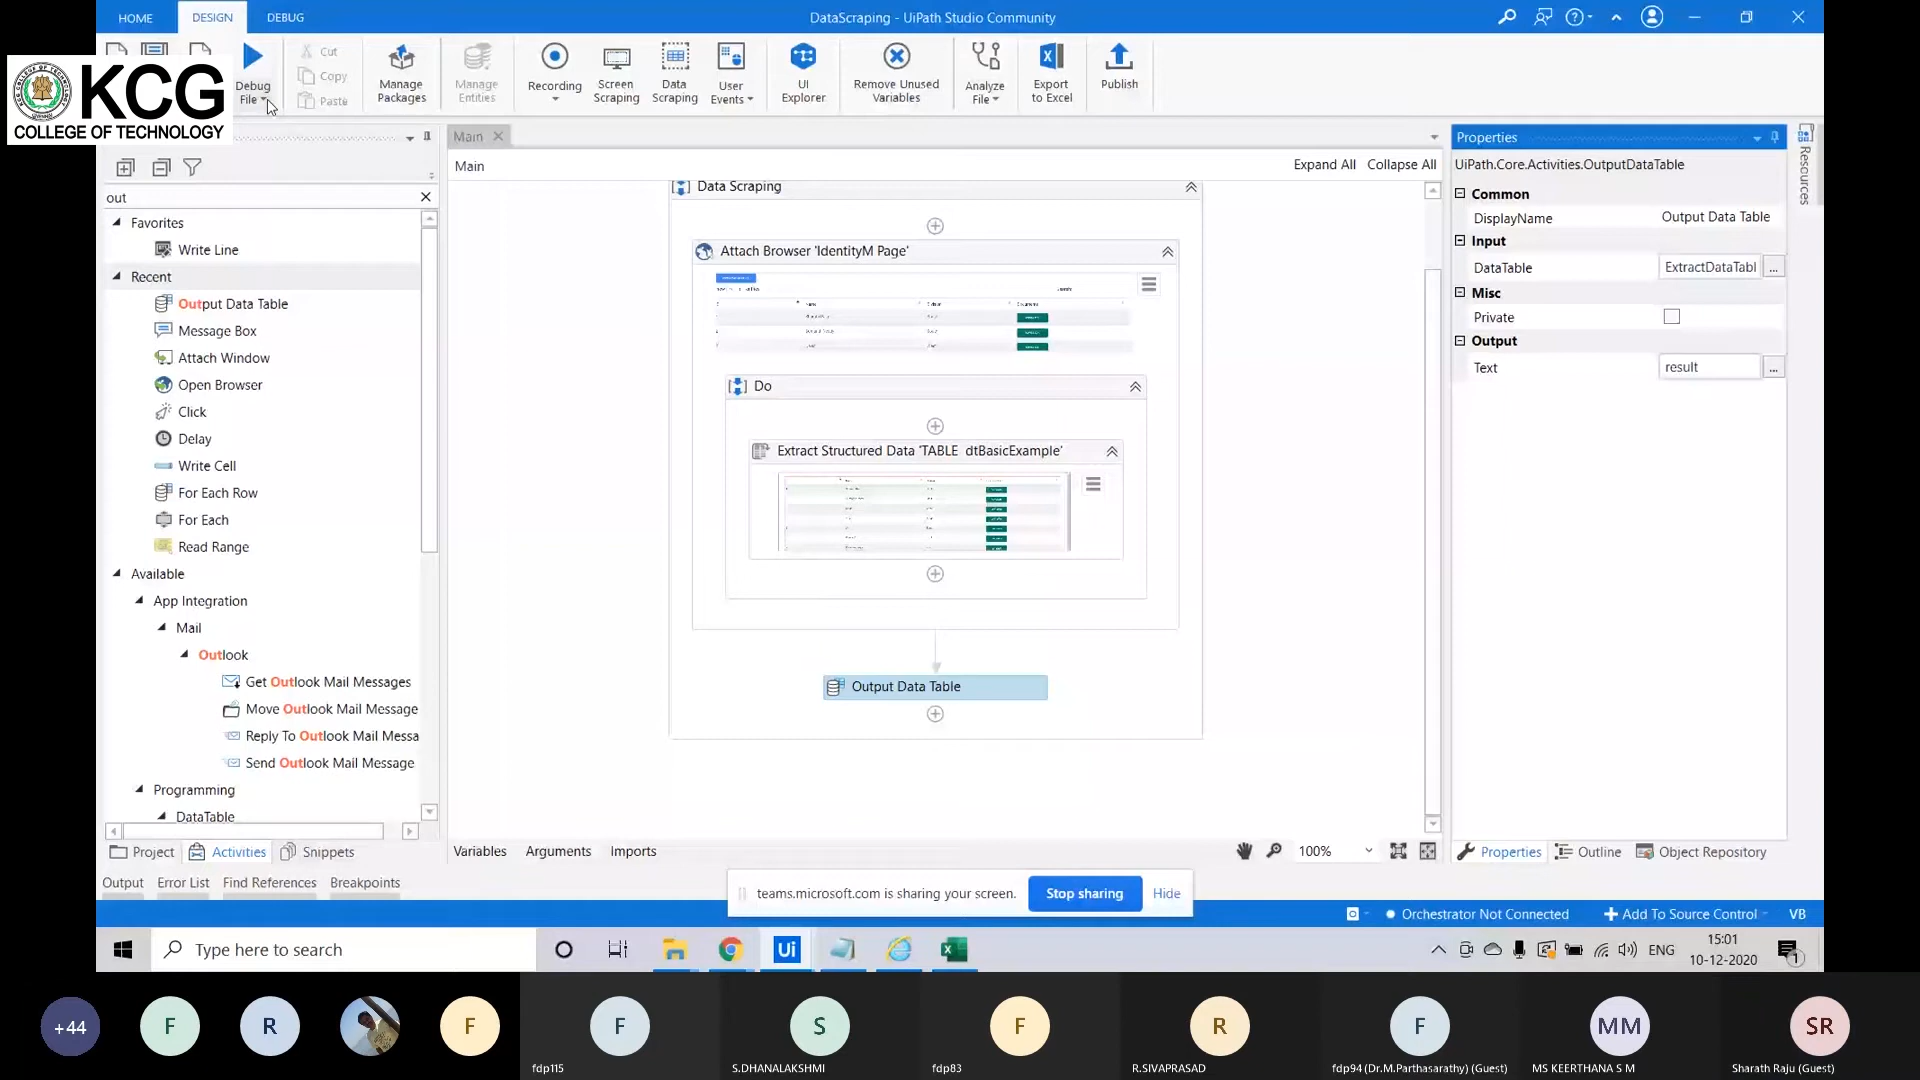 HOME
DESIGN
DEBUG
DataScraping - UiPath Studio Community
KCG
COLLEGE OF TECHNOLOGY
Debug
File
Cut
Copy
Paste
Manage
Packages
Manage
Entities
Recording
Screen
Scraping
Data
Scraping
User
Events
UI
Explorer
Remove Unused
Variables
Analyze
File
Export
to Excel
Publish
out
Favorites
Write Line
Recent
Output Data Table
Message Box
Attach Window
Open Browser
Click
Delay
Write Cell
For Each Row
For Each
Read Range
Available
App Integration
Mail
Outlook
Get Outlook Mail Messages
Move Outlook Mail Message
Reply To Outlook Mail Messa
Send Outlook Mail Message
Programming
DataTable
Project
Activities
Snippets
Output
Error List
Find References
Breakpoints
Main
Main
Expand All
Collapse All
Data Scraping
Attach Browser 'IdentityM Page'
Do
Extract Structured Data 'TABLE dtBasicExample'
Output Data Table
Variables
Arguments
Imports
100%
Properties
UiPath.Core.Activities.OutputDataTable
Common
DisplayName
Output Data Table
Input
DataTable
ExtractDataTabl
...
Misc
Private
Output
Text
result
...
Resources
Properties
Outline
Object Repository
teams.microsoft.com is sharing your screen.
Stop sharing
Hide
Orchestrator Not Connected
Add To Source Control
VB
Type here to search
Ui
ENG
15:01
10-12-2020
1
+44
F
R
F
F
fdp115
S
S.DHANALAKSHMI
F
fdp83
R
R.SIVAPRASAD
F
fdp94 (Dr.M.Parthasarathy) (Guest)
MM
MS KEERTHANA S M
SR
Sharath Raju (Guest)